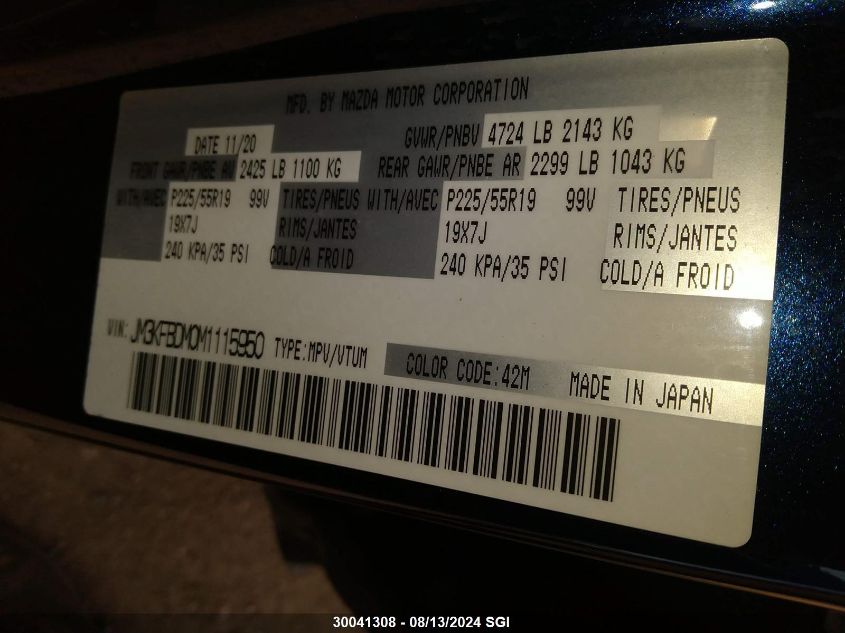 MFD. BY MAZDA MOTOR CORPORATION
DATE 11/20 GVWR/PNBV 4724 LB 2143 KG
FRONT GAWR/PNBE AV 2425 LB 1100 KG REAR GAWR/PNBE AR 2299 LB 1043 KG
WITH/AVEC P225/55R19 99V TIRES/PNEUS WITH/AVEC P225/55R19 99V TIRES/PNEUS
19X7J RIMS/JANTES 19X7J RIMS/JANTES
240 KPA/35 PSI COLD/A FROID 240 KPA/35 PSI COLD/A FROID
VIN: JM3KFBDM0M1115950 TYPE:MPV/VTUM COLOR CODE:42M MADE IN JAPAN
30041308 - 08/13/2024 SGI